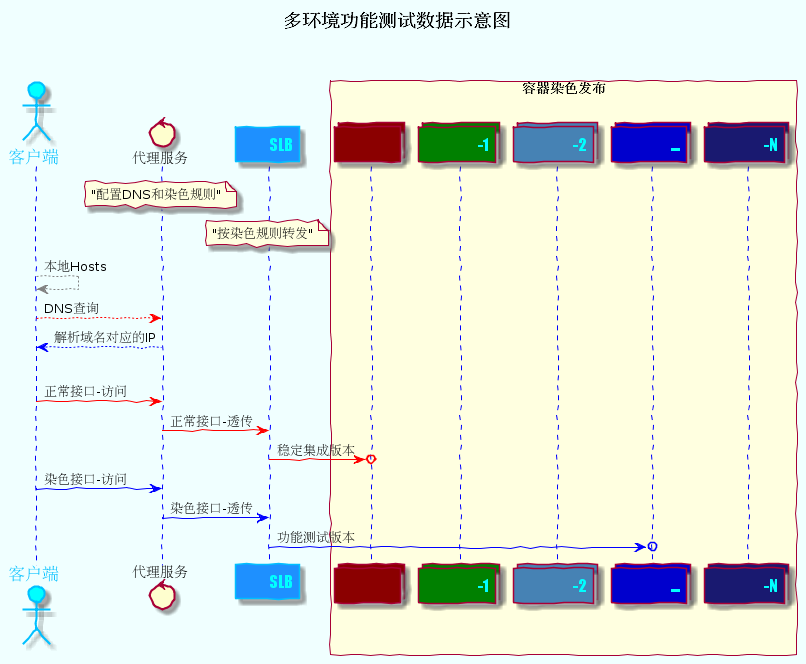 多环境功能测试数据示意图
容器染色发布
客户端
代理服务
SLB
-1
-2
-N
"配置DNS和染色规则"
"按染色规则转发"
本地Hosts
DNS查询
解析域名对应的IP
正常接口-访问
正常接口-透传
稳定集成版本
染色接口-访问
染色接口-透传
功能测试版本
客户端
代理服务
SLB
-1
-2
-N